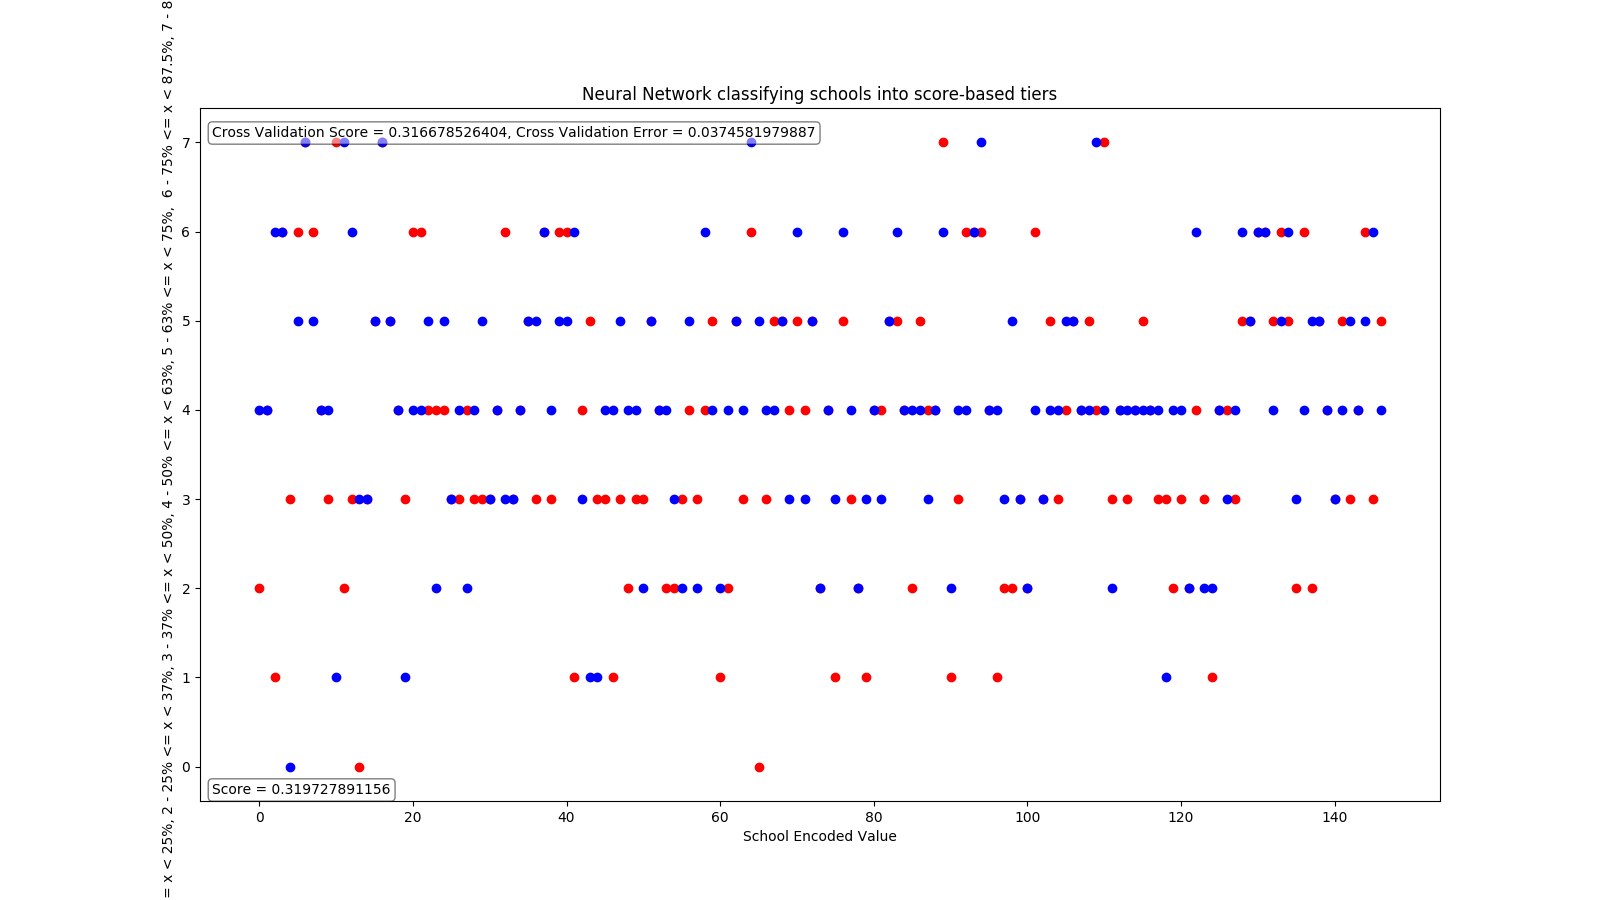 Neural Network classifying schools into score-based tiers
Cross Validation Score = 0.316678526404, Cross Validation Error = 0.0374581979887
= x < 25%, 2 - 25% <= x < 37%, 3 - 37% <= x < 50%, 4 - 50% <= x < 63%, 5 - 63% <= x < 75%,  6 - 75% <= x < 87.5%, 7 - 8
7
6
5
4
3
2
1
0
Score = 0.319727891156
0 20 40 60 80 100 120 140
School Encoded Value